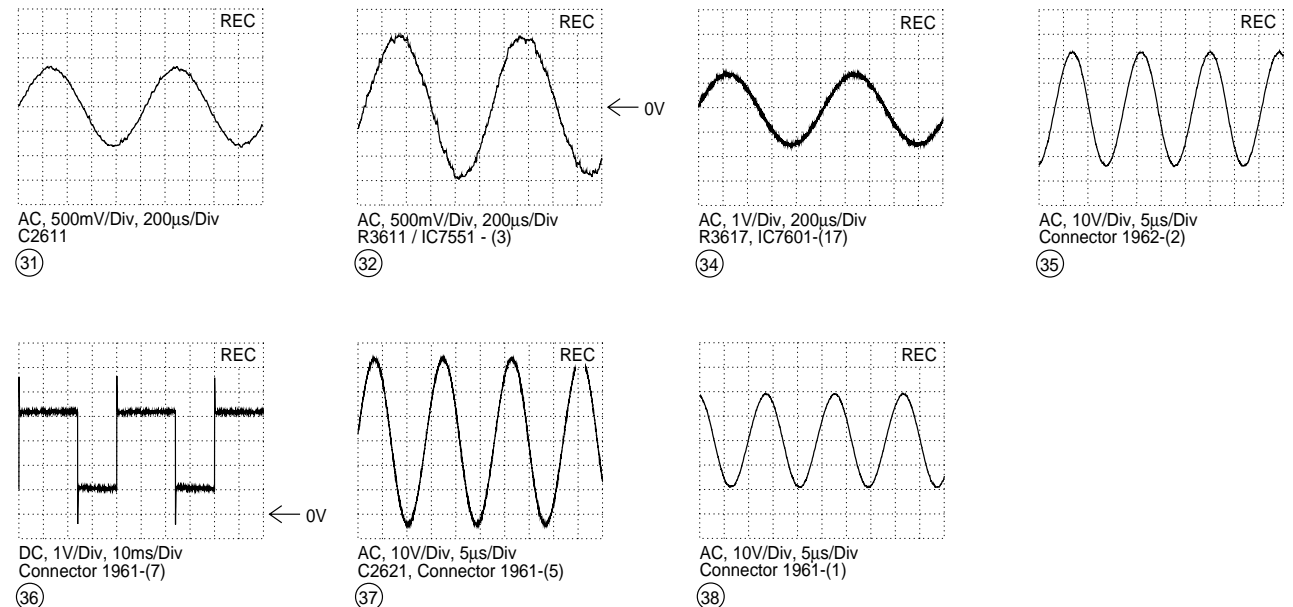 REC
AC, 500mV/Div, 200µs/Div
C2611
31
REC
0V
AC, 500mV/Div, 200µs/Div
R3611 / IC7551 - (3)
32
REC
AC, 1V/Div, 200µs/Div
R3617, IC7601-(17)
34
REC
AC, 10V/Div, 5µs/Div
Connector 1962-(2)
35
REC
0V
DC, 1V/Div, 10ms/Div
Connector 1961-(7)
36
REC
AC, 10V/Div, 5µs/Div
C2621, Connector 1961-(5)
37
REC
AC, 10V/Div, 5µs/Div
Connector 1961-(1)
38